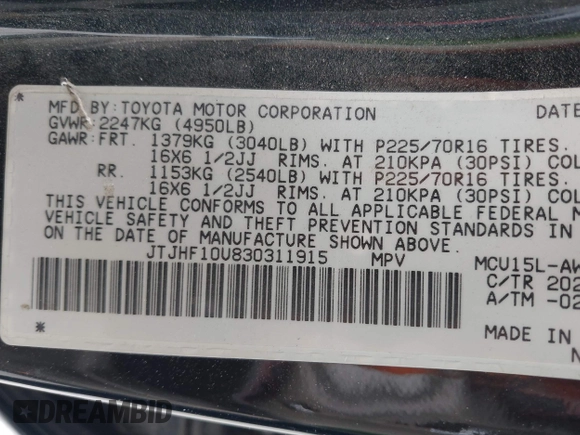 MFD BY: TOYOTA MOTOR CORPORATION DATE
GVWR 2247KG (4950LB)
GAWR: FRT. 1379KG (3040LB) WITH P225/70R16 TIRES.
16X6 1/2JJ RIMS. AT 210KPA (30PSI) COL
RR. 1153KG (2540LB) WITH P225/70R16 TIRES.
16X6 1/2JJ RIMS. AT 210KPA (30PSI) COL
THIS VEHICLE CONFORMS TO ALL APPLICABLE FEDERAL
VEHICLE SAFETY AND THEFT PREVENTION STANDARDS IN
ON THE DATE OF MANUFACTURE SHOWN ABOVE.
JTJHF10U830311915 MPV MCU15L-AW
C/TR 202
A/TM -02
MADE IN
DREAMBID